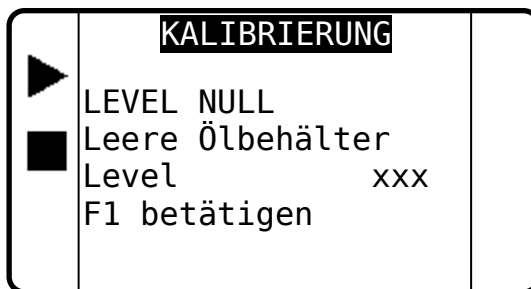 KALIBRIERUNG
LEVEL NULL
Leere Ölbehälter
Level xxx
F1 betätigen